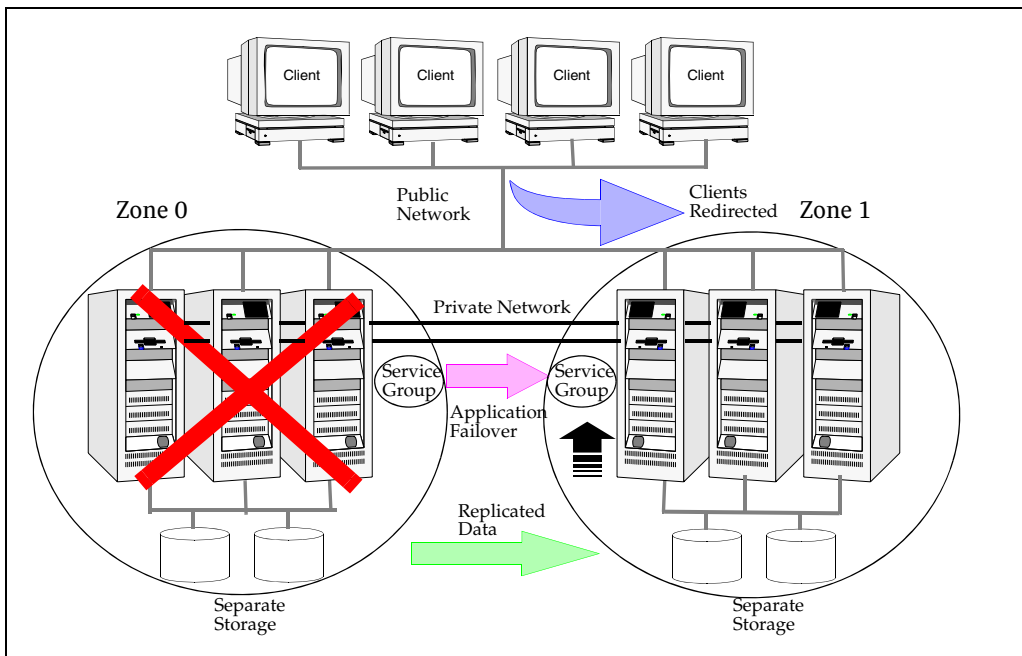 Client
Client
Client
Client
Public
Network
Clients
Redirected
Zone 0
Zone 1
Private Network
Service
Group
Service
Group
Application
Failover
Replicated
Data
Separate
Storage
Separate
Storage